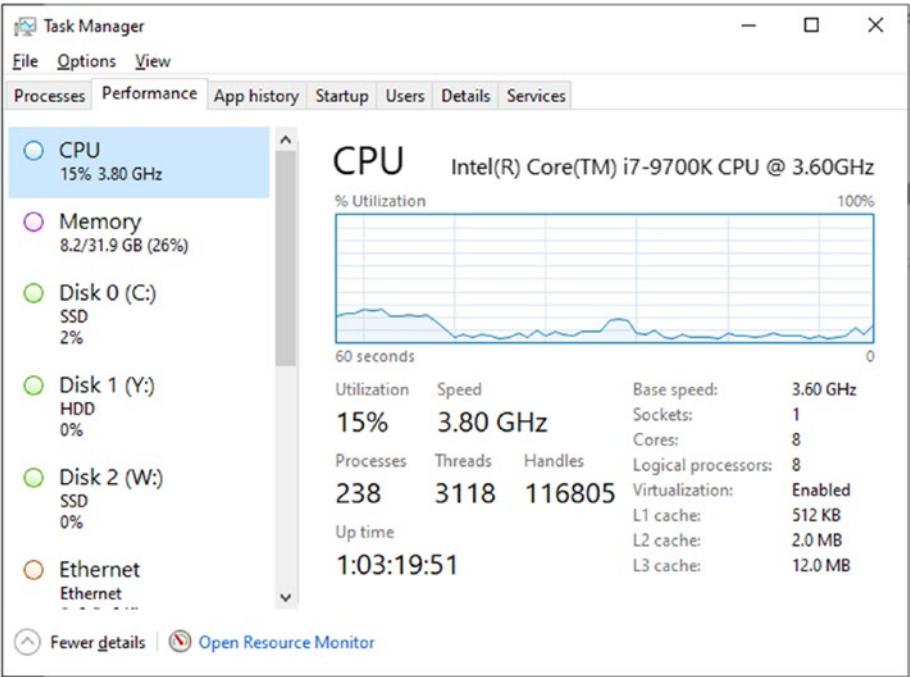 Task Manager
File Options View
Processes Performance App history Startup Users Details Services
CPU
15% 3.80 GHz
Memory
8.2/31.9 GB (26%)
Disk 0 (C:)
SSD
2%
Disk 1 (Y:)
HDD
0%
Disk 2 (W:)
SSD
0%
Ethernet
Ethernet
CPU Intel(R) Core(TM) i7-9700K CPU @ 3.60GHz
% Utilization 100%
60 seconds 0
Utilization Speed
15% 3.80 GHz
Processes Threads Handles
238 3118 116805
Up time
1:03:19:51
Base speed: 3.60 GHz
Sockets: 1
Cores: 8
Logical processors: 8
Virtualization: Enabled
L1 cache: 512 KB
L2 cache: 2.0 MB
L3 cache: 12.0 MB
Fewer details Open Resource Monitor